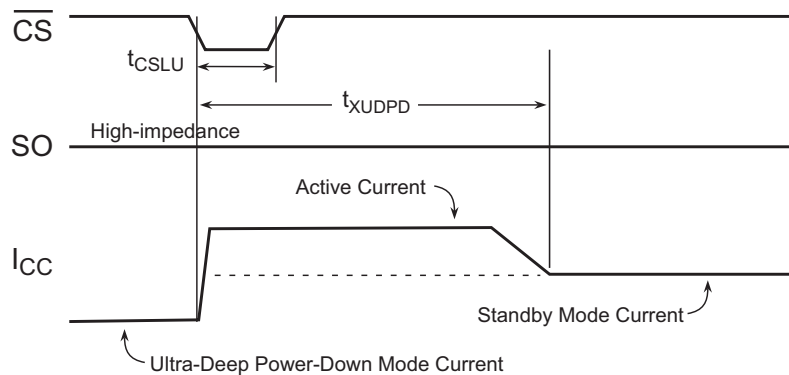 CS
tCSLU
tXUDPD
High-impedance
SO
Active Current
ICC
Standby Mode Current
Ultra-Deep Power-Down Mode Current